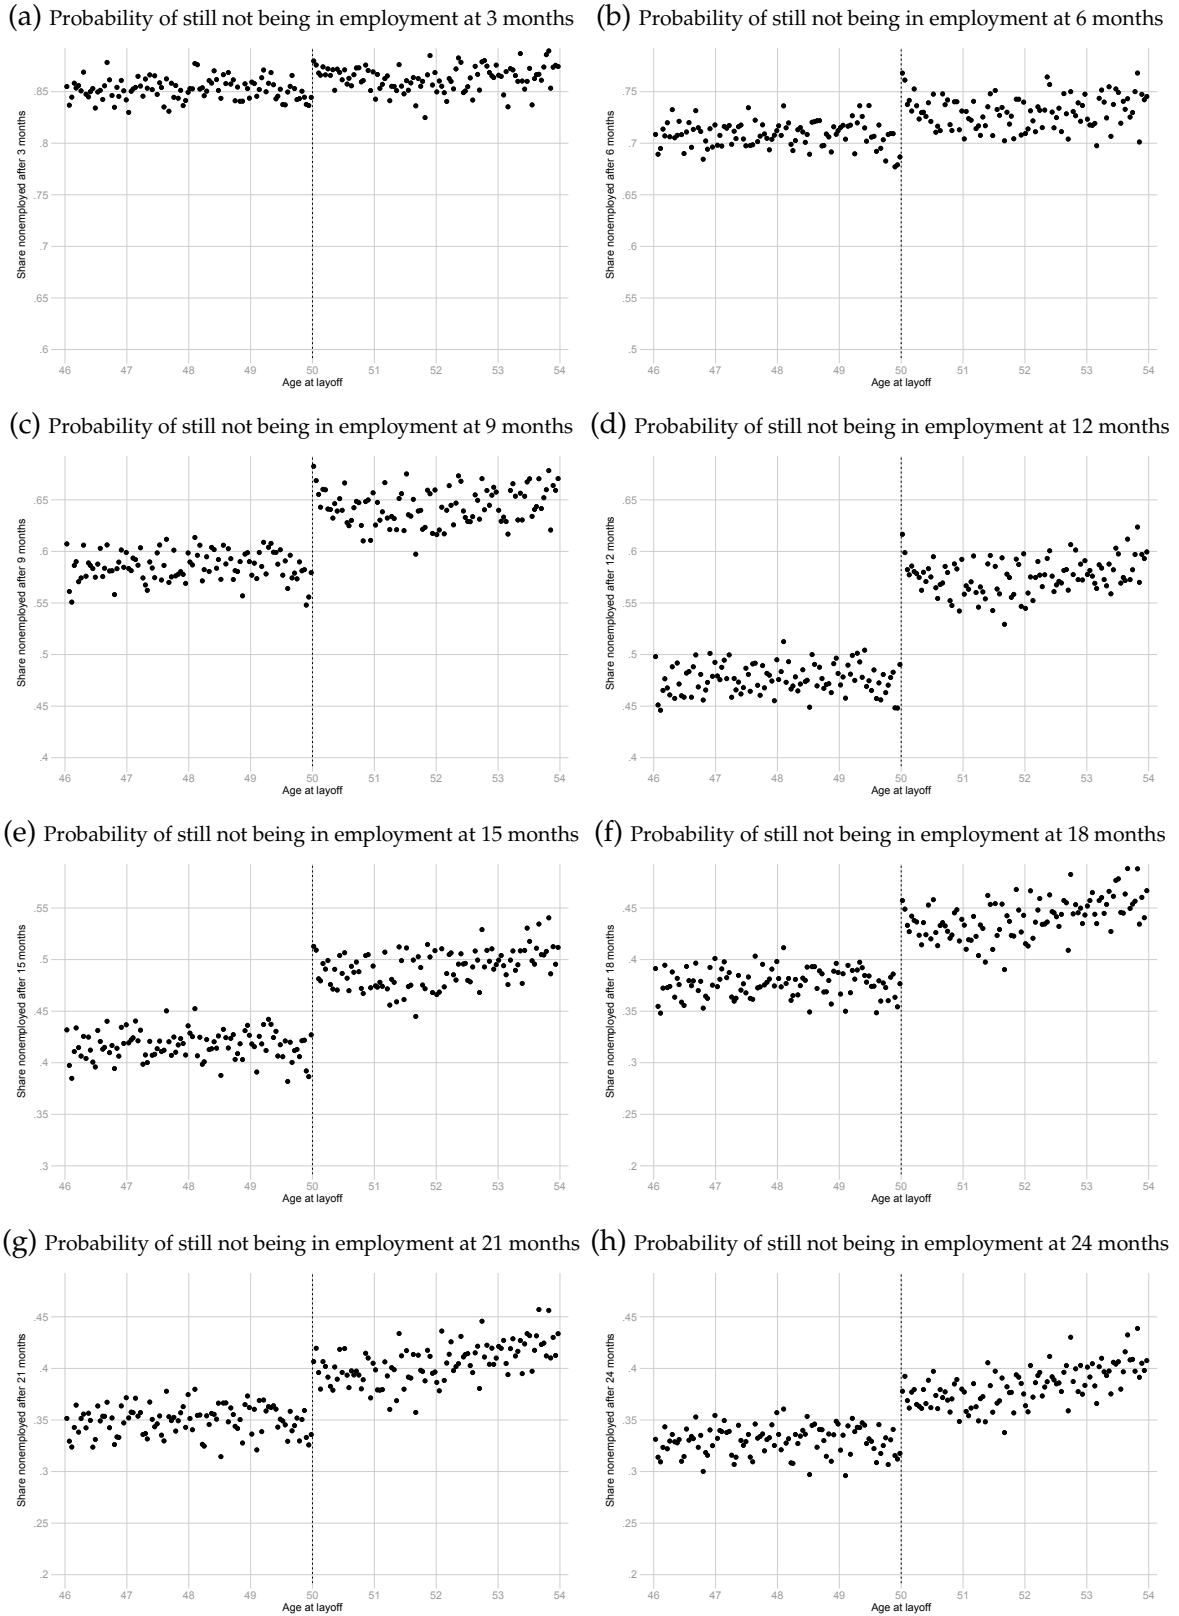 (a) Probability of still not being in employment at 3 months
Share nonemployed after 3 months
.85
.8
.75
.7
.65
.6
46 47 48 49 50 51 52 53 54
Age at layoff
(b) Probability of still not being in employment at 6 months
Share nonemployed after 6 months
.75
.7
.65
.6
.55
.5
46 47 48 49 50 51 52 53 54
Age at layoff
(c) Probability of still not being in employment at 9 months
Share nonemployed after 9 months
.65
.6
.55
.5
.45
.4
46 47 48 49 50 51 52 53 54
Age at layoff
(d) Probability of still not being in employment at 12 months
Share nonemployed after 12 months
.65
.6
.55
.5
.45
.4
46 47 48 49 50 51 52 53 54
Age at layoff
(e) Probability of still not being in employment at 15 months
Share nonemployed after 15 months
.55
.5
.45
.4
.35
.3
46 47 48 49 50 51 52 53 54
Age at layoff
(f) Probability of still not being in employment at 18 months
Share nonemployed after 18 months
.45
.4
.35
.3
.25
.2
46 47 48 49 50 51 52 53 54
Age at layoff
(g) Probability of still not being in employment at 21 months
Share nonemployed after 21 months
.45
.4
.35
.3
.25
.2
46 47 48 49 50 51 52 53 54
Age at layoff
(h) Probability of still not being in employment at 24 months
Share nonemployed after 24 months
.45
.4
.35
.3
.25
.2
46 47 48 49 50 51 52 53 54
Age at layoff